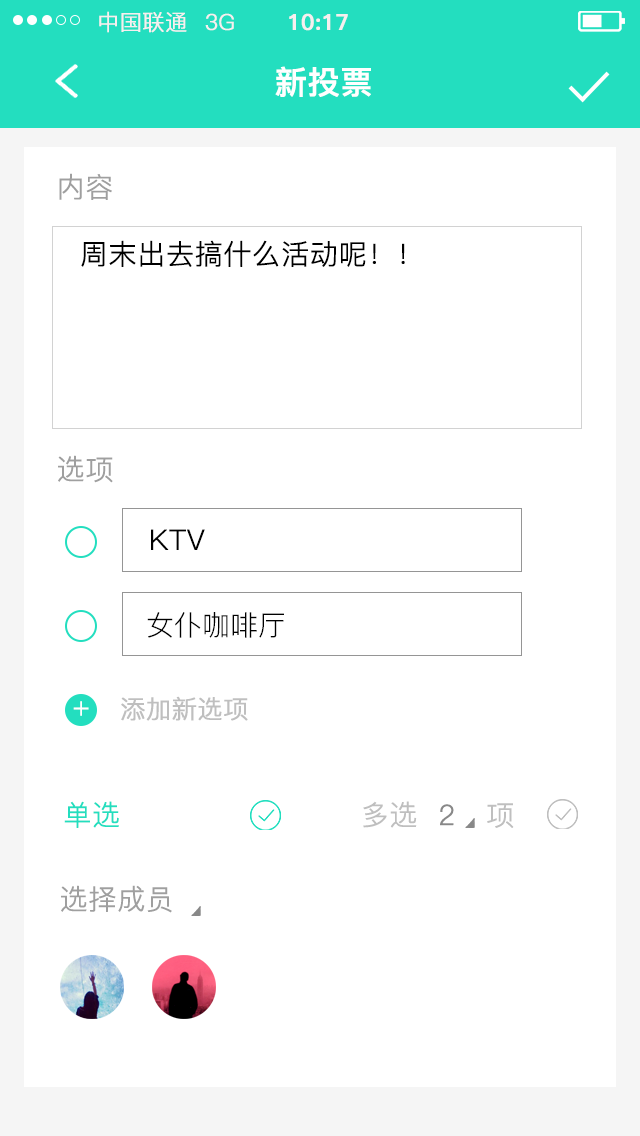 中国联通 3G 10:17
新投票
内容
周末出去搞什么活动呢！！
选项
KTV
女仆咖啡厅
添加新选项
单选 多选 2 项
选择成员